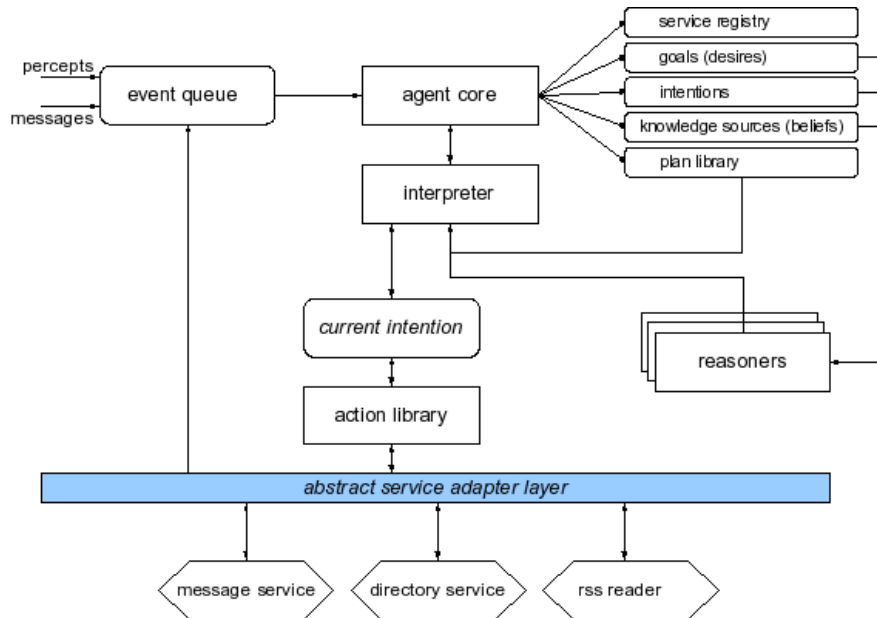 service registry
percepts
goals (desires)
event queue
agent core
intentions
messages
knowledge sources (beliefs)
plan library
interpreter
current intention
reasoners
action library
abstract service adapter layer
message service
directory service
rss reader